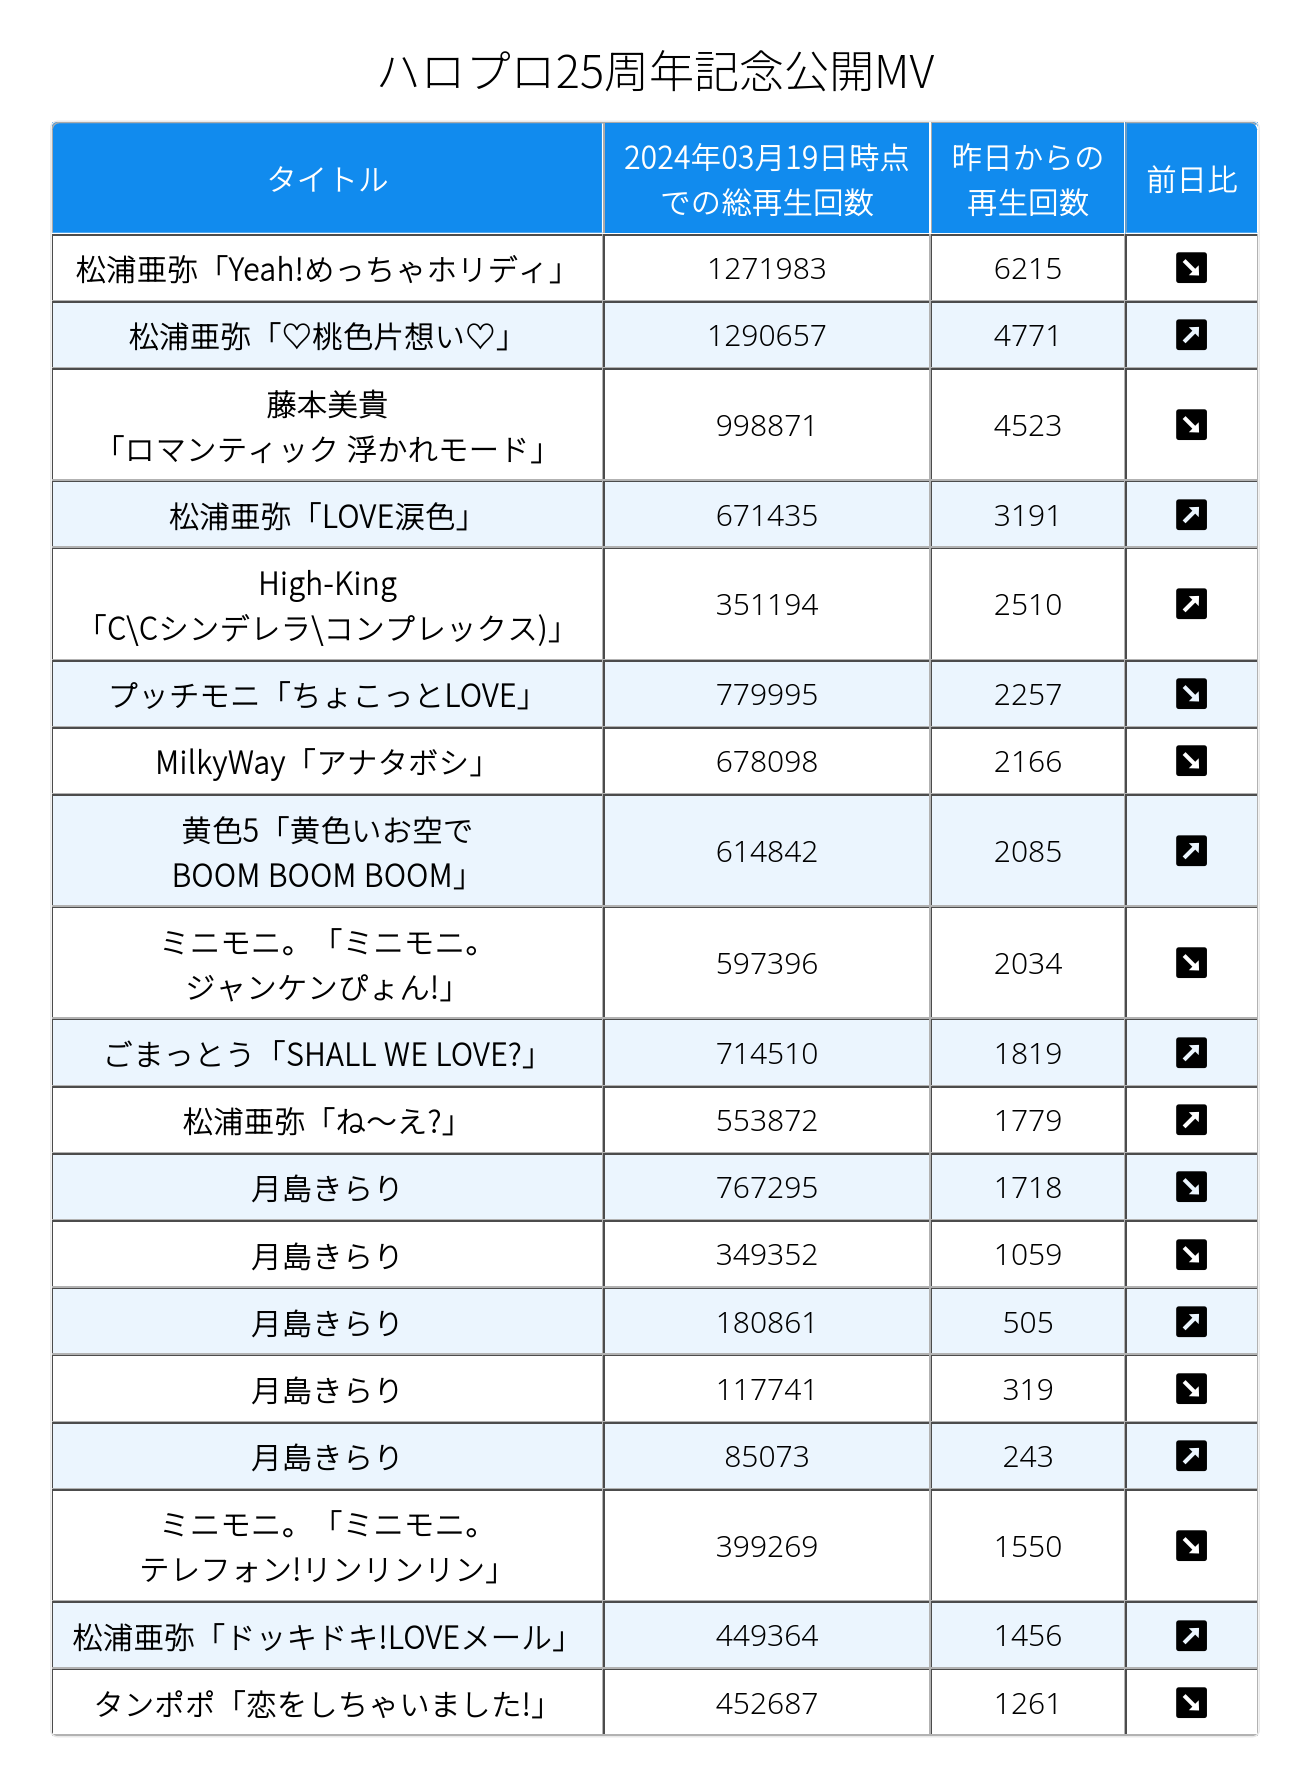 ハロプロ25周年記念公開MV
タイトル
2024年03月19日時点
での総再生回数
昨日からの
再生回数
前日比
松浦亜弥「Yeah!めっちゃホリディ」 1271983 6215 ↘
松浦亜弥「♡桃色片想い♡」 1290657 4771 ↗
藤本美貴
「ロマンティック 浮かれモード」 998871 4523 ↘
松浦亜弥「LOVE涙色」 671435 3191 ↗
High-King
「C\Cシンデレラ\コンプレックス)」 351194 2510 ↗
プッチモニ「ちょこっとLOVE」 779995 2257 ↘
MilkyWay「アナタボシ」 678098 2166 ↘
黄色5「黄色いお空で
BOOM BOOM BOOM」 614842 2085 ↗
ミニモニ。「ミニモニ。
ジャンケンぴょん!」 597396 2034 ↘
ごまっとう「SHALL WE LOVE?」 714510 1819 ↗
松浦亜弥「ね〜え?」 553872 1779 ↗
月島きらり 767295 1718 ↘
月島きらり 349352 1059 ↘
月島きらり 180861 505 ↗
月島きらり 117741 319 ↘
月島きらり 85073 243 ↗
ミニモニ。「ミニモニ。
テレフォン!リンリンリン」 399269 1550 ↘
松浦亜弥「ドッキドキ!LOVEメール」 449364 1456 ↗
タンポポ「恋をしちゃいました!」 452687 1261 ↘